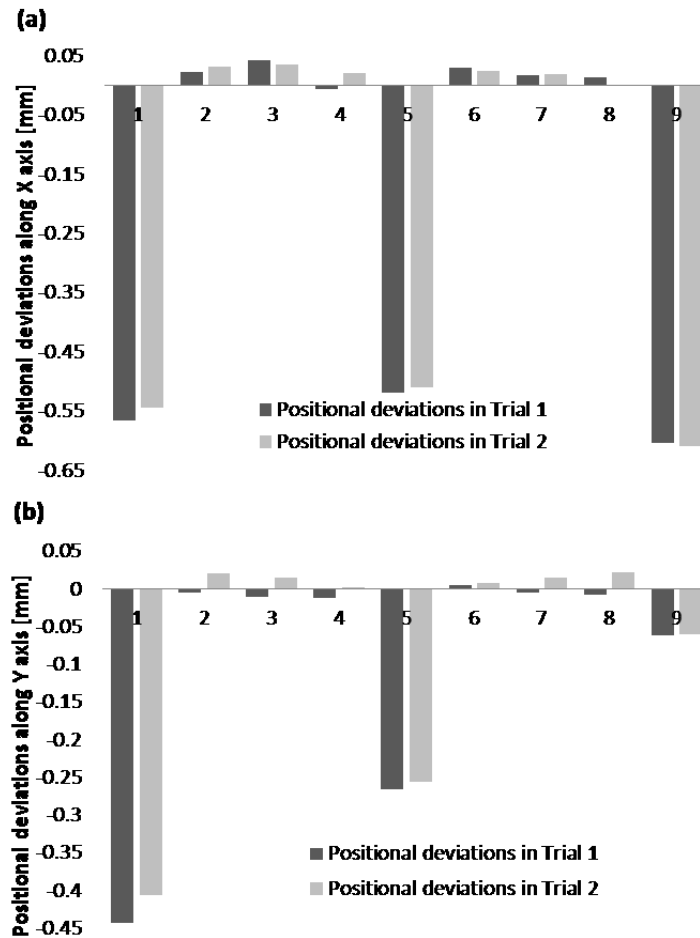 (a)
Positional deviations along X axis [mm]
0.05
-0.05
-0.15
-0.25
-0.35
-0.45
-0.55
-0.65
1 2 3 4 5 6 7 8 9
Positional deviations in Trial 1
Positional deviations in Trial 2
(b)
Positional deviations along Y axis [mm]
0.05
0
-0.05
-0.1
-0.15
-0.2
-0.25
-0.3
-0.35
-0.4
-0.45
1 2 3 4 5 6 7 8 9
Positional deviations in Trial 1
Positional deviations in Trial 2